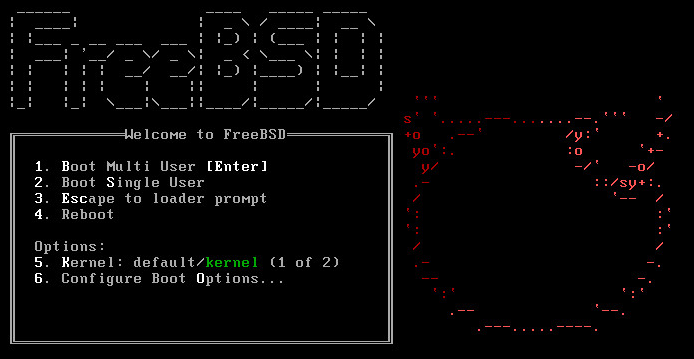 FreeBSD
Welcome to FreeBSD
1. Boot Multi User [Enter]
2. Boot Single User
3. Escape to loader prompt
4. Reboot
Options:
5. Kernel: default/kernel (1 of 2)
6. Configure Boot Options...